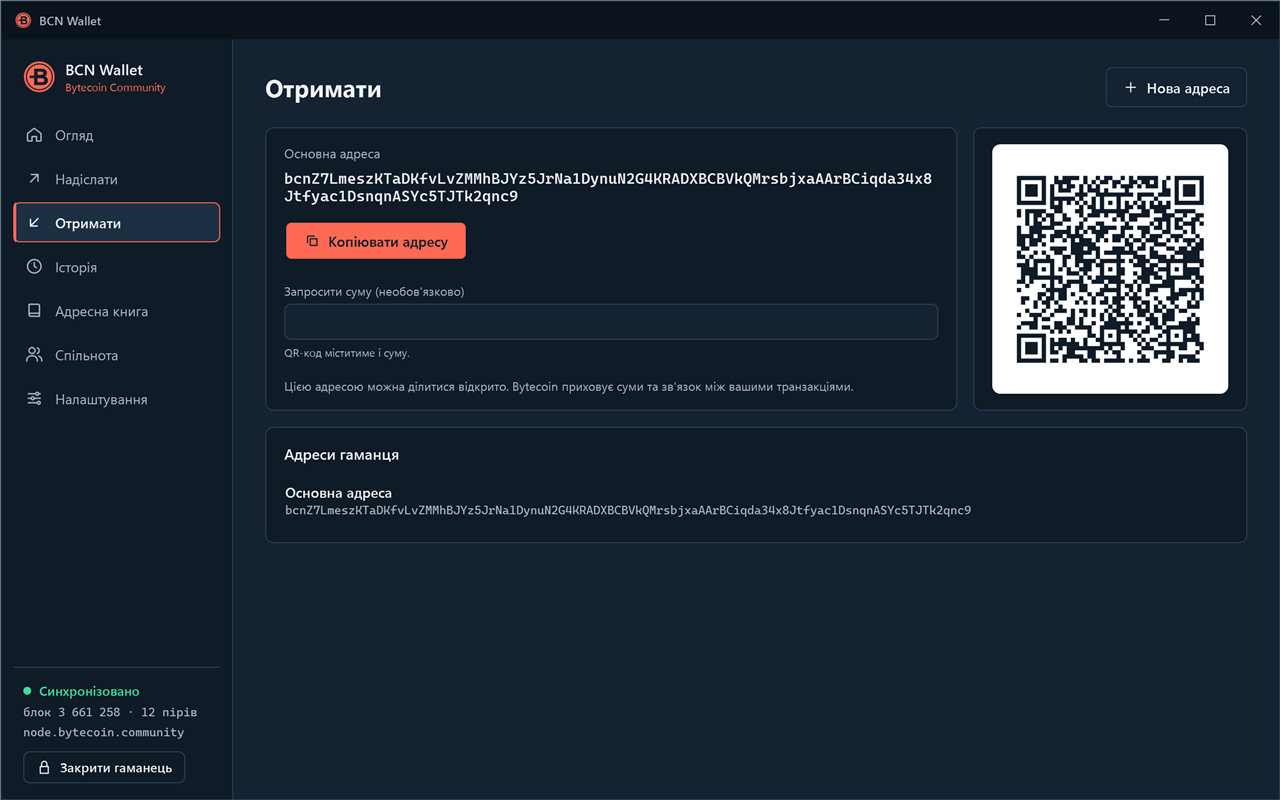 BCN Wallet
BCN Wallet
Bytecoin Community
Огляд
Надіслати
Отримати
Історія
Адресна книга
Спільнота
Налаштування
Синхронізовано
блок 3 661 258 · 12 пірів
node.bytecoin.community
Закрити гаманець
Отримати
Нова адреса
Основна адреса
bcnZ7LmeszKTaDKfvLvZMMhBJYz5JrNa1DynuN2G4KRADXBCBVkQMrsbjxaAArBCiqda34x8
Jtfyac1DsnqnASYc5TJTk2qnc9
Копіювати адресу
Запросити суму (необов'язково)
QR-код міститиме і суму.
Цією адресою можна ділитися відкрито. Bytecoin приховує суми та зв'язок між вашими транзакціями.
Адреси гаманця
Основна адреса
bcnZ7LmeszKTaDKfvLvZMMhBJYz5JrNa1DynuN2G4KRADXBCBVkQMrsbjxaAArBCiqda34x8Jtfyac1DsnqnASYc5TJTk2qnc9